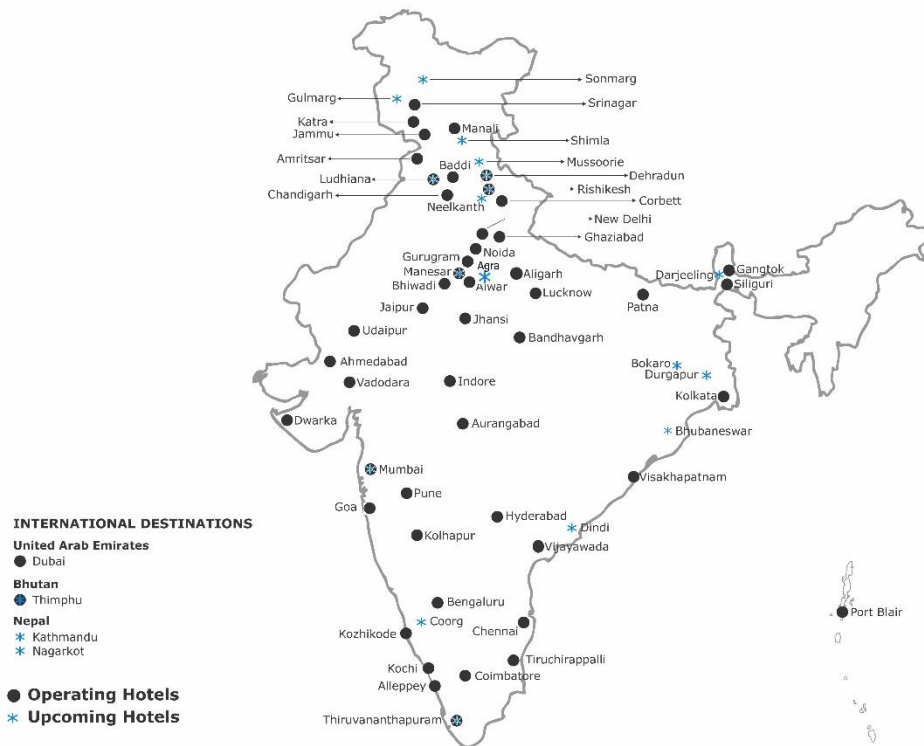 Sonmarg
Gulmarg
Srinagar
Katra
Manali
Jammu
Shimla
Amritsar
Mussoorie
Baddi
Ludhiana
Dehradun
Rishikesh
Chandigarh
Neelkanth
Corbett
New Delhi
Ghaziabad
Noida
Gurugram
Agra
Manesar
Aligarh
Bhiwadi
Alwar
Lucknow
Darjeeling
Gangtok
Siliguri
Patna
Jaipur
Jhansi
Udaipur
Bandhavgarh
Ahmedabad
Bokaro
Durgapur
Vadodara
Indore
Kolkata
Dwarka
Aurangabad
Bhubaneswar
Mumbai
Visakhapatnam
Pune
Goa
Hyderabad
Dindi
Kolhapur
Vijayawada
Bengaluru
Port Blair
Coorg
Chennai
Kozhikode
Tiruchirappalli
Kochi
Coimbatore
Alleppey
Thiruvananthapuram
INTERNATIONAL DESTINATIONS
United Arab Emirates
Dubai
Bhutan
Thimphu
Nepal
Kathmandu
Nagarkot
Operating Hotels
Upcoming Hotels